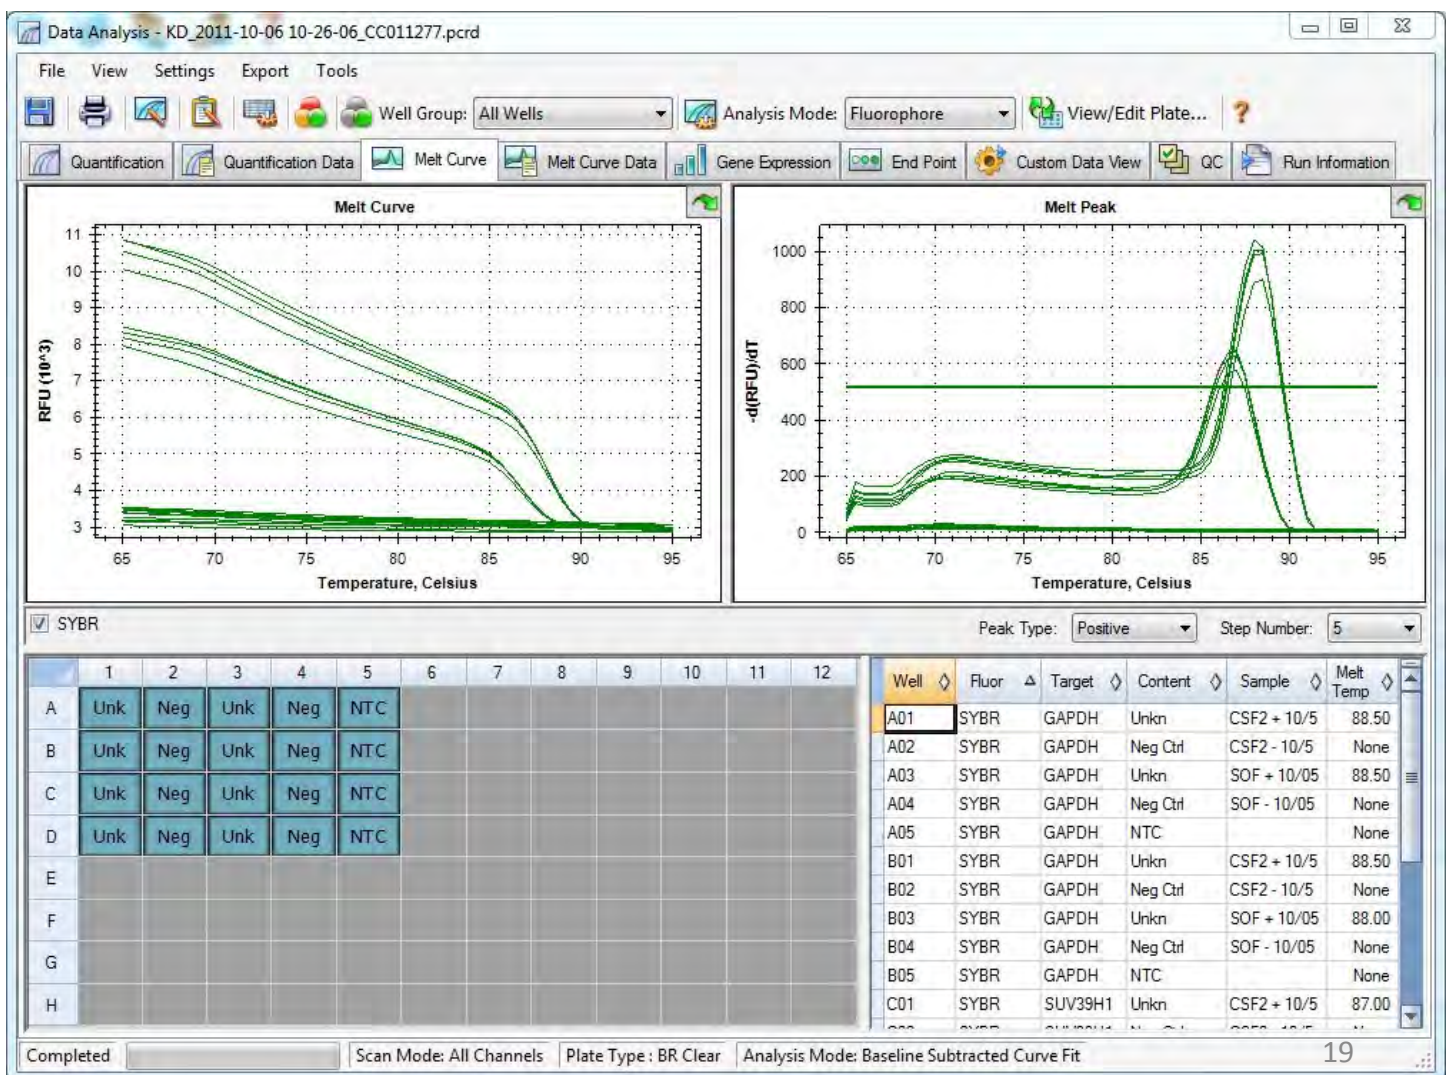 Data Analysis - KD_2011-10-06 10-26-06_CC011277.pcrd
File View Settings Export Tools
Well Group: All Wells Analysis Mode: Fluorophore View/Edit Plate... ?
Quantification Quantification Data Melt Curve Melt Curve Data Gene Expression End Point Custom Data View QC Run Information
Melt Curve
11
10
9
8
7
6
5
4
3
RFU (10^3)
65 70 75 80 85 90 95
Temperature, Celsius
Melt Peak
1000
800
600
400
200
0
-d(RFU)/dT
65 70 75 80 85 90 95
Temperature, Celsius
SYBR Peak Type: Positive Step Number: 5
1 2 3 4 5 6 7 8 9 10 11 12
A Unk Neg Unk Neg NTC
B Unk Neg Unk Neg NTC
C Unk Neg Unk Neg NTC
D Unk Neg Unk Neg NTC
E
F
G
H
Well Fluor Target Content Sample Melt Temp
A01 SYBR GAPDH Unkn CSF2 + 10/5 88.50
A02 SYBR GAPDH Neg Ctrl CSF2 - 10/5 None
A03 SYBR GAPDH Unkn SOF + 10/05 88.50
A04 SYBR GAPDH Neg Ctrl SOF - 10/05 None
A05 SYBR GAPDH NTC None
B01 SYBR GAPDH Unkn CSF2 + 10/5 88.50
B02 SYBR GAPDH Neg Ctrl CSF2 - 10/5 None
B03 SYBR GAPDH Unkn SOF + 10/05 88.00
B04 SYBR GAPDH Neg Ctrl SOF - 10/05 None
B05 SYBR GAPDH NTC None
C01 SYBR SUV39H1 Unkn CSF2 + 10/5 87.00
Completed Scan Mode: All Channels Plate Type : BR Clear Analysis Mode: Baseline Subtracted Curve Fit 19